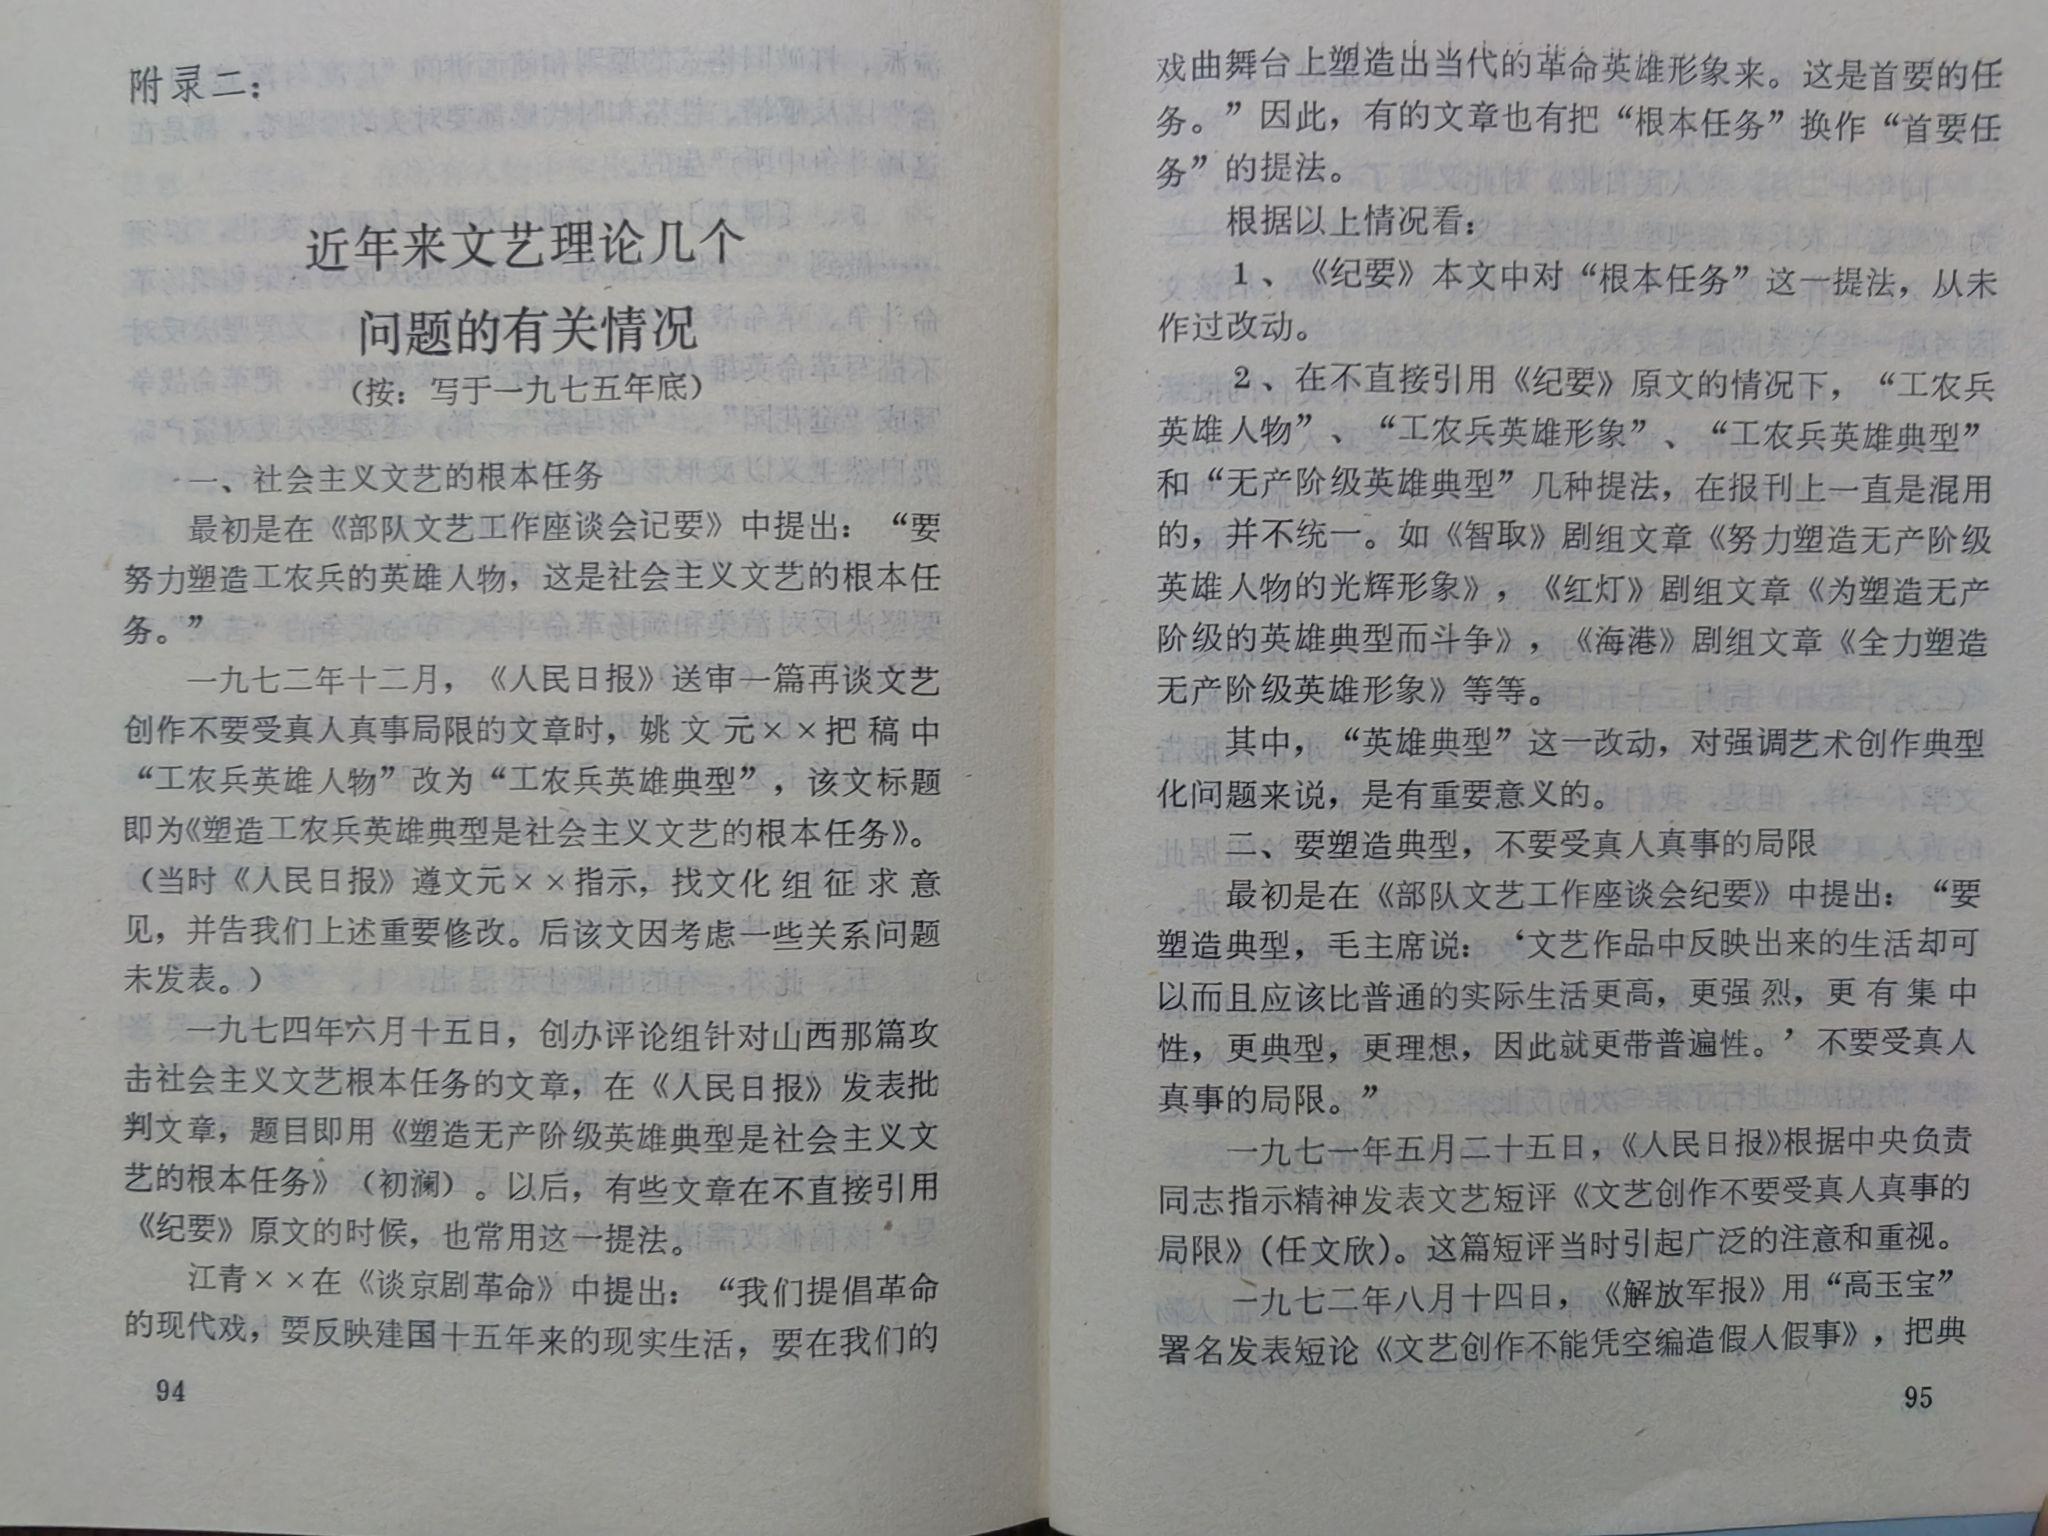 附录二：
近年来文艺理论几个
问题的有关情况
（按：写于一九七五年底）
一、社会主义文艺的根本任务
最初是在《部队文艺工作座谈会记要》中提出：“要
努力塑造工农兵的英雄人物，这是社会主义文艺的根本任
务。”
一九七二年十二月，《人民日报》送审一篇再谈文艺
创作不要受真人真事局限的文章时，姚文元××把稿中
“工农兵英雄人物”改为“工农兵英雄典型”，该文标题
即为《塑造工农兵英雄典型是社会主义文艺的根本任务》。
（当时《人民日报》遵文元××指示，找文化组征求意
见，并告我们上述重要修改。后该文因考虑一些关系问题
未发表。）
一九七四年六月十五日，创办评论组针对山西那篇攻
击社会主义文艺根本任务的文章，在《人民日报》发表批
判文章，题目即用《塑造无产阶级英雄典型是社会主义文
艺的根本任务》（初澜）。以后，有些文章在不直接引用
《纪要》原文的时候，也常用这一提法。
江青××在《谈京剧革命》中提出：“我们提倡革命
的现代戏，要反映建国十五年来的现实生活，要在我们的
94
戏曲舞台上塑造出当代的革命英雄形象来。这是首要的任
务。”因此，有的文章也有把“根本任务”换作“首要任
务”的提法。
根据以上情况看：
1、《纪要》本文中对“根本任务”这一提法，从未
作过改动。
2、在不直接引用《纪要》原文的情况下，“工农兵
英雄人物”、“工农兵英雄形象”、“工农兵英雄典型”
和“无产阶级英雄典型”几种提法，在报刊上一直是混用
的，并不统一。如《智取》剧组文章《努力塑造无产阶级
英雄人物的光辉形象》，《红灯》剧组文章《为塑造无产
阶级的英雄典型而斗争》，《海港》剧组文章《全力塑造
无产阶级英雄形象》等等。
其中，“英雄典型”这一改动，对强调艺术创作典型
化问题来说，是有重要意义的。
二、要塑造典型，不要受真人真事的局限
最初是在《部队文艺工作座谈会纪要》中提出：“要
塑造典型，毛主席说：‘文艺作品中反映出来的生活却可
以而且应该比普通的实际生活更高，更强烈，更有集中
性，更典型，更理想，因此就更带普遍性。’不要受真人
真事的局限。”
一九七一年五月二十五日，《人民日报》根据中央负责
同志指示精神发表文艺短评《文艺创作不要受真人真事的
局限》（任文欣）。这篇短评当时引起广泛的注意和重视。
一九七二年八月十四日，《解放军报》用“高玉宝”
署名发表短论《文艺创作不能凭空编造假人假事》，把典
95